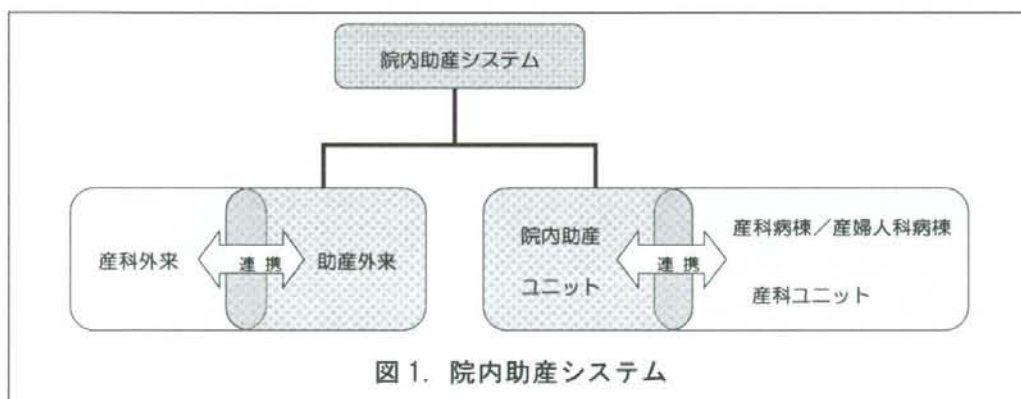 院内助産システム
産科外来
連携
助産外来
院内助産
ユニット
連携
産科病棟／産婦人科病棟
産科ユニット
図1. 院内助産システム